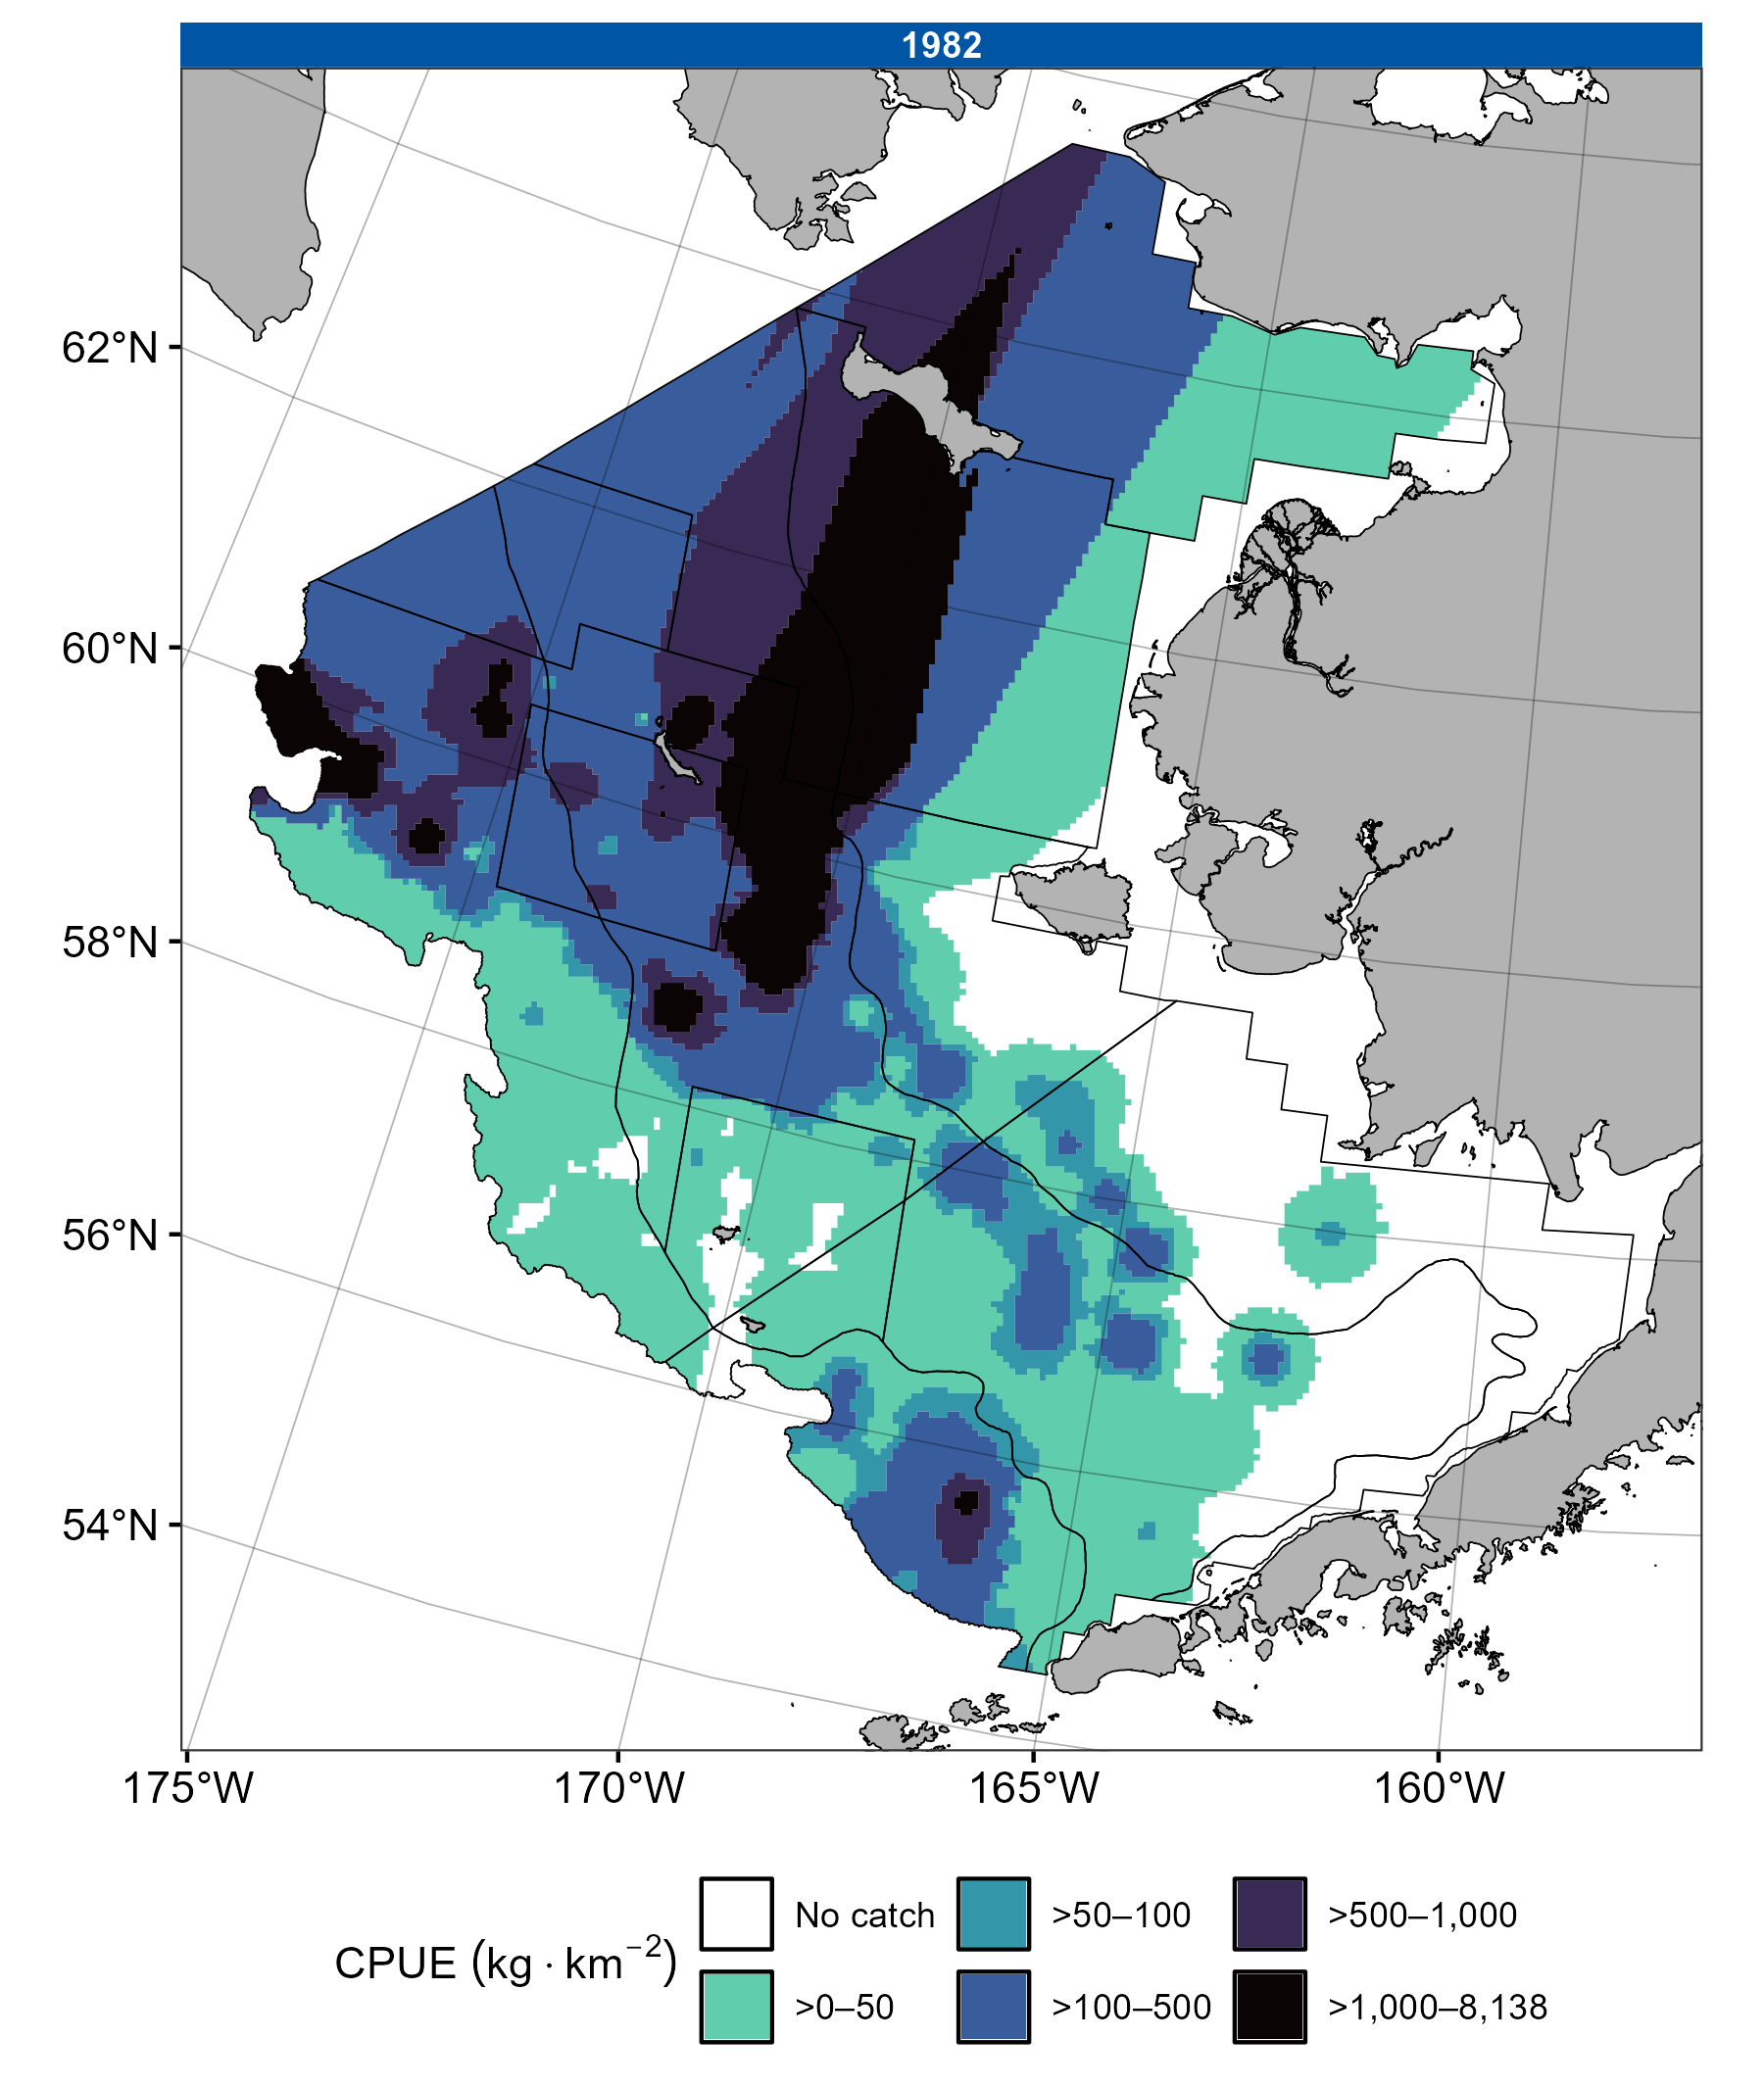 1982
62°N
60°N
58°N
56°N
54°N
175°W 170°W 165°W 160°W
CPUE (kg · km⁻²)
No catch >50–100 >500–1,000
>0–50 >100–500 >1,000–8,138